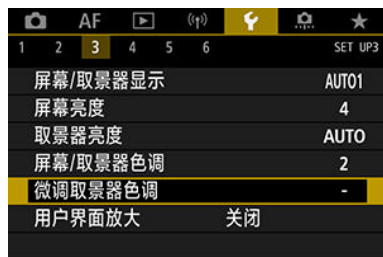 AF
1 2 3 4 5 6 SET UP3
屏幕/取景器显示 AUTO1
屏幕亮度 4
取景器亮度 AUTO
屏幕/取景器色调 2
微调取景器色调 -
用户界面放大 关闭